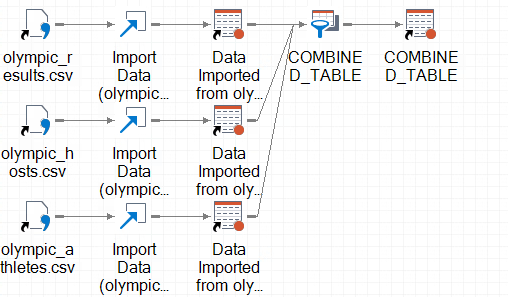 olympic_r
esults.csv
Import
Data
(olympic...
Data
Imported
from oly...
COMBINE
D_TABLE
COMBINE
D_TABLE
olympic_h
osts.csv
Import
Data
(olympic...
Data
Imported
from oly...
olympic_a
thletes.csv
Import
Data
(olympic...
Data
Imported
from oly...